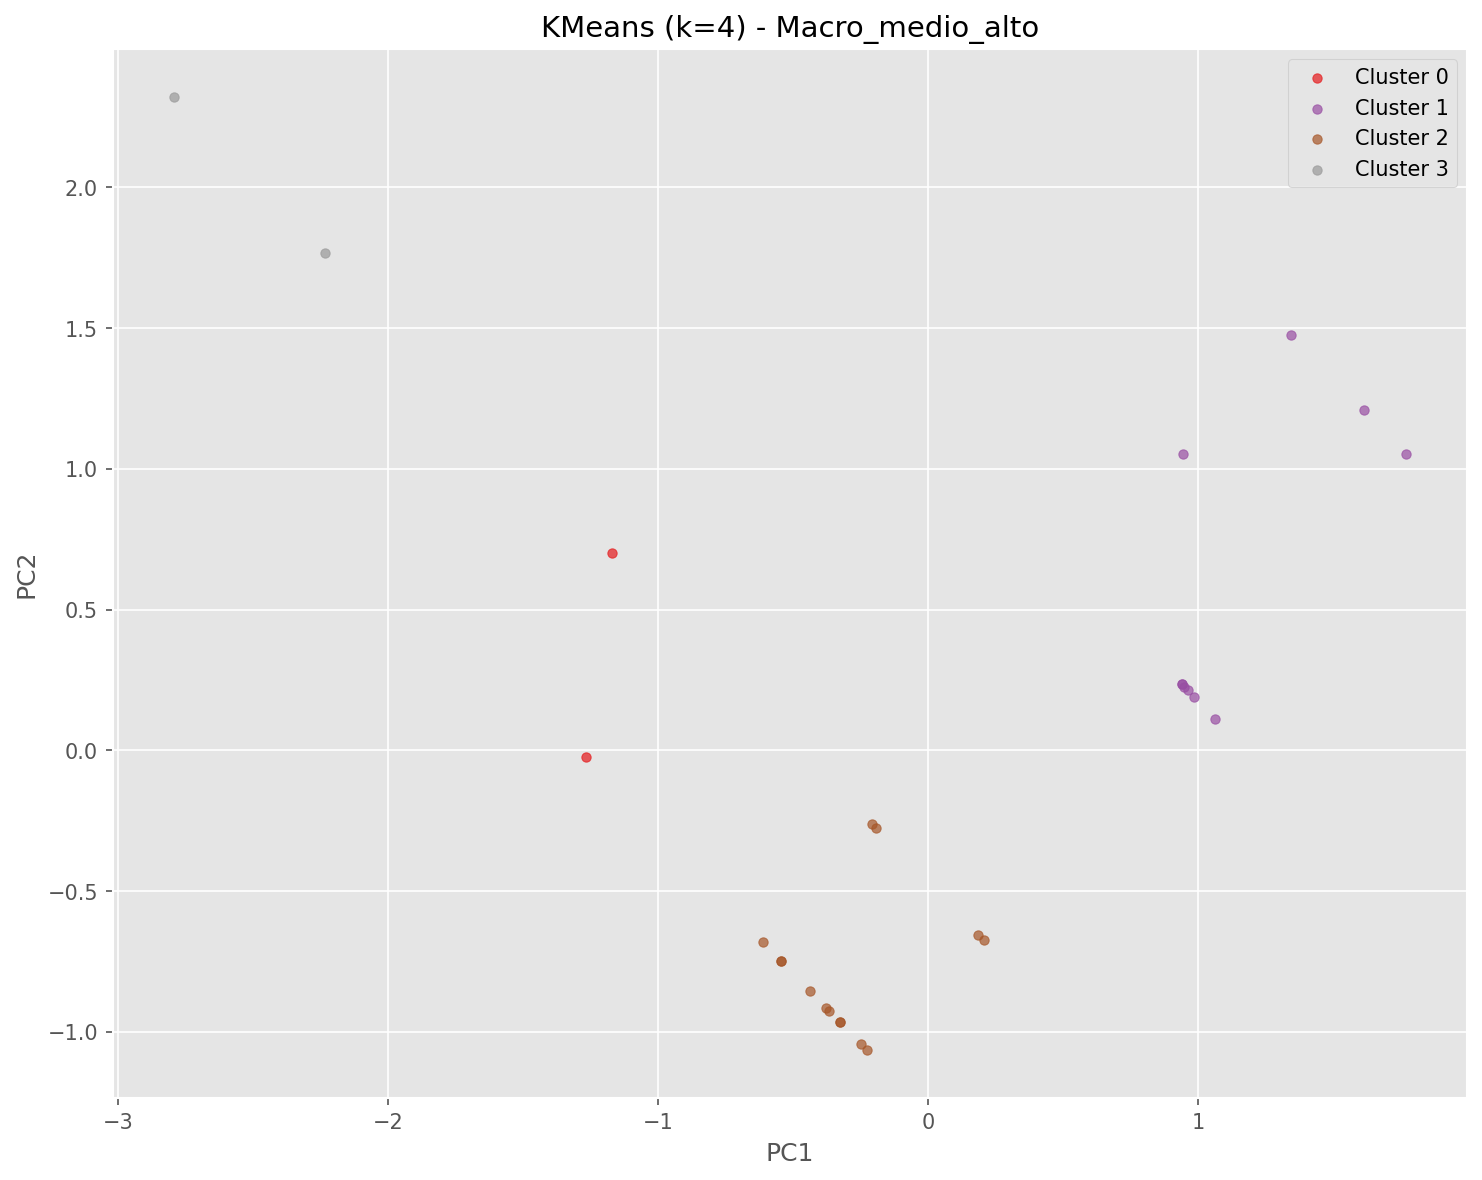 KMeans (k=4) - Macro_medio_alto
Cluster 0
Cluster 1
Cluster 2
Cluster 3
2.0
1.5
1.0
0.5
0.0
−0.5
−1.0
PC2
−3
−2
−1
0
1
PC1